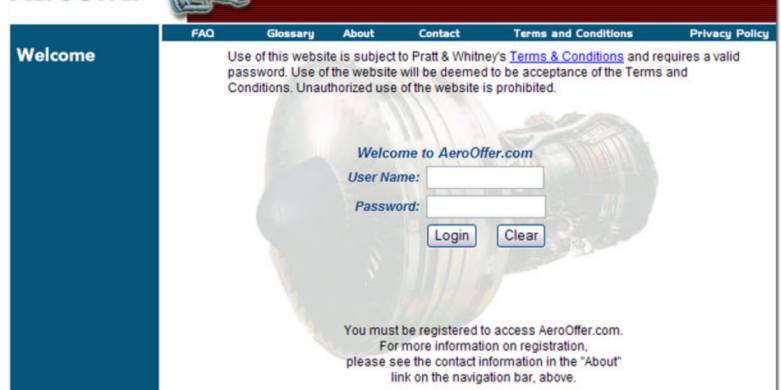 FAQ Glossary About Contact Terms and Conditions Privacy Policy
Welcome
Use of this website is subject to Pratt & Whitney's Terms & Conditions and requires a valid
password. Use of the website will be deemed to be acceptance of the Terms and
Conditions. Unauthorized use of the website is prohibited.
Welcome to AeroOffer.com
User Name:
Password:
Login Clear
You must be registered to access AeroOffer.com.
For more information on registration,
please see the contact information in the "About"
link on the navigation bar, above.